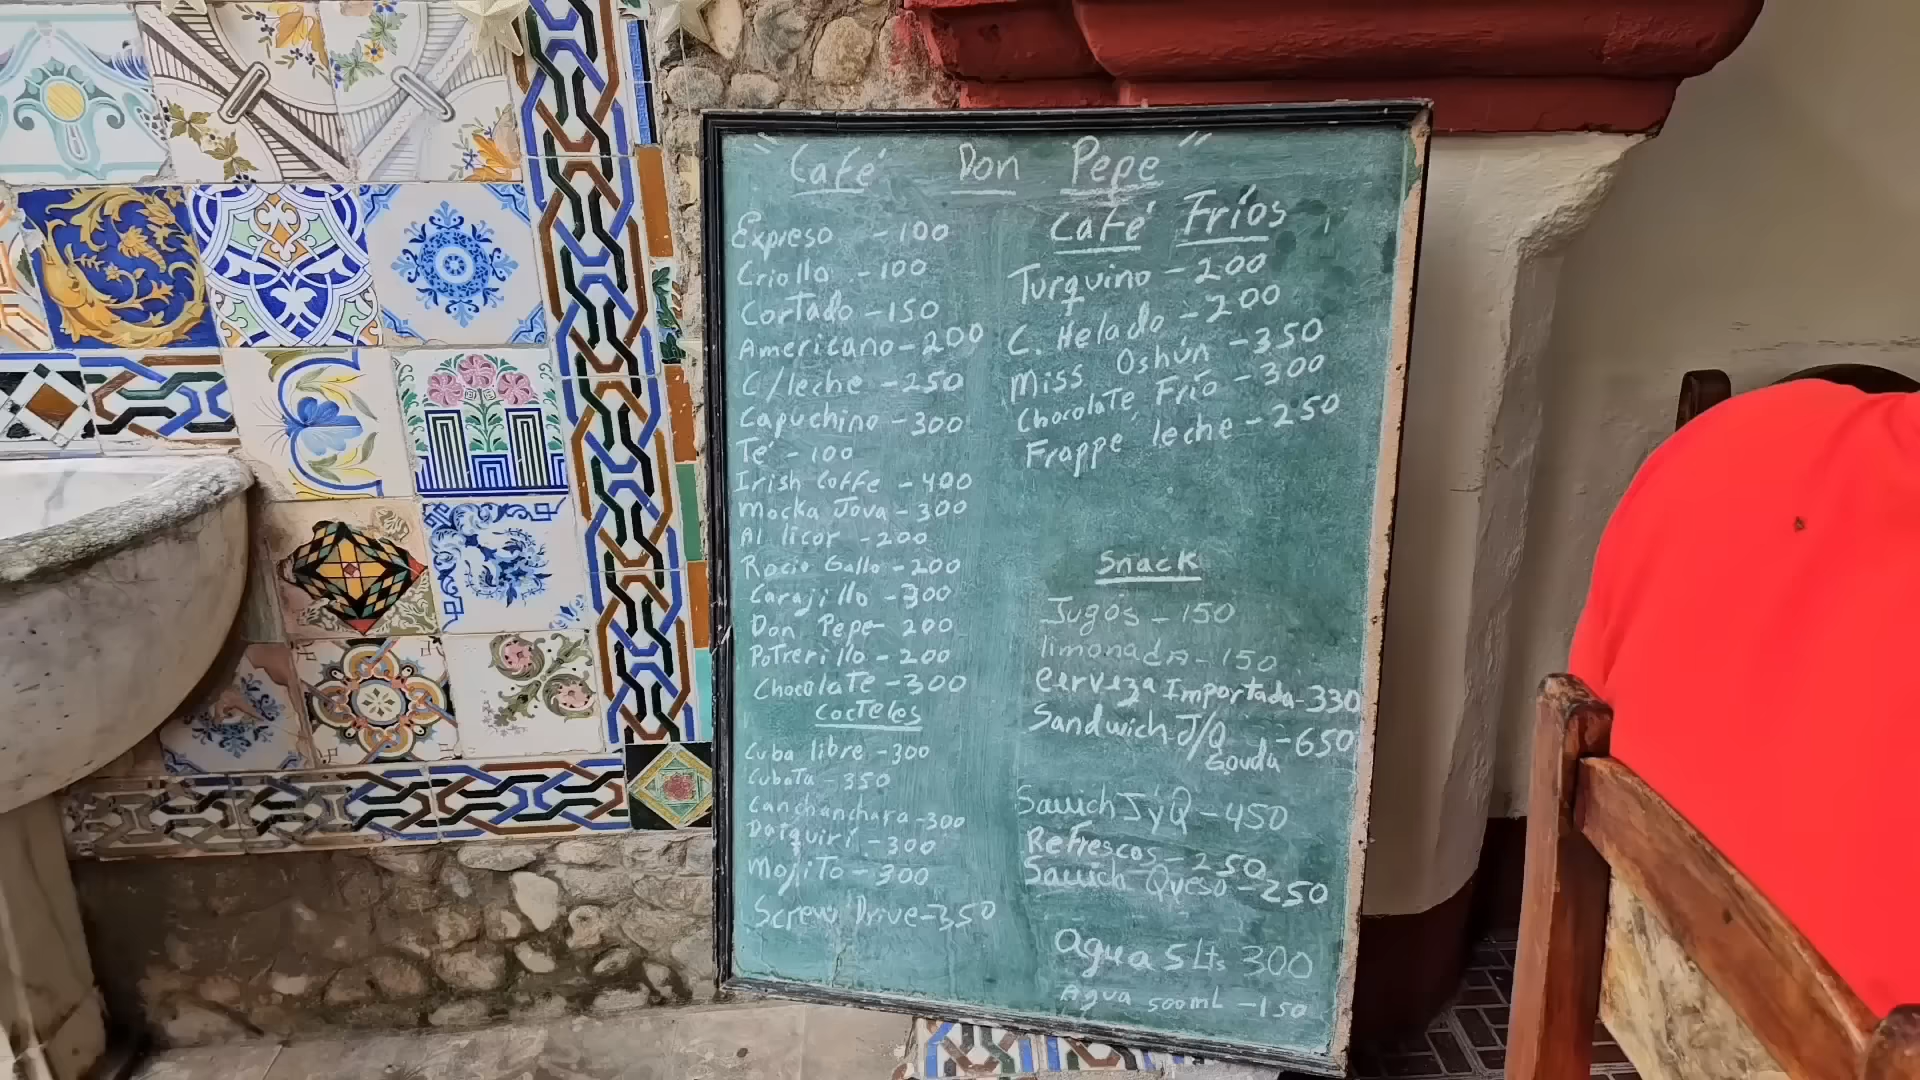 "Café Don Pepe"
Expreso - 100
Criollo - 100
Cortado - 150
Americano - 200
C/leche - 250
Capuchino - 300
Té - 100
Irish Coffe - 400
Mocka Java - 300
Al licor - 200
Rocio Gallo - 200
Carajillo - 300
Don Pepe - 200
Potrerillo - 200
Chocolate - 300
Cocteles
Cuba libre - 300
Cubata - 350
Canchanchara - 300
Daiquiri - 300
Mojito - 300
Screw Drive - 350
Café Fríos
Turquino - 200
C. Helado - 200
Miss Oshún - 350
Chocolate Frío - 300
Frappe leche - 250
Snack
Jugos - 150
limonada - 150
Cerveza Importada - 330
Sandwich J/Q - 650
Gouda
Sawich J y Q - 450
Refrescos - 250
Sawich Queso - 250
Agua 5 Lts 300
Agua 500mL - 150